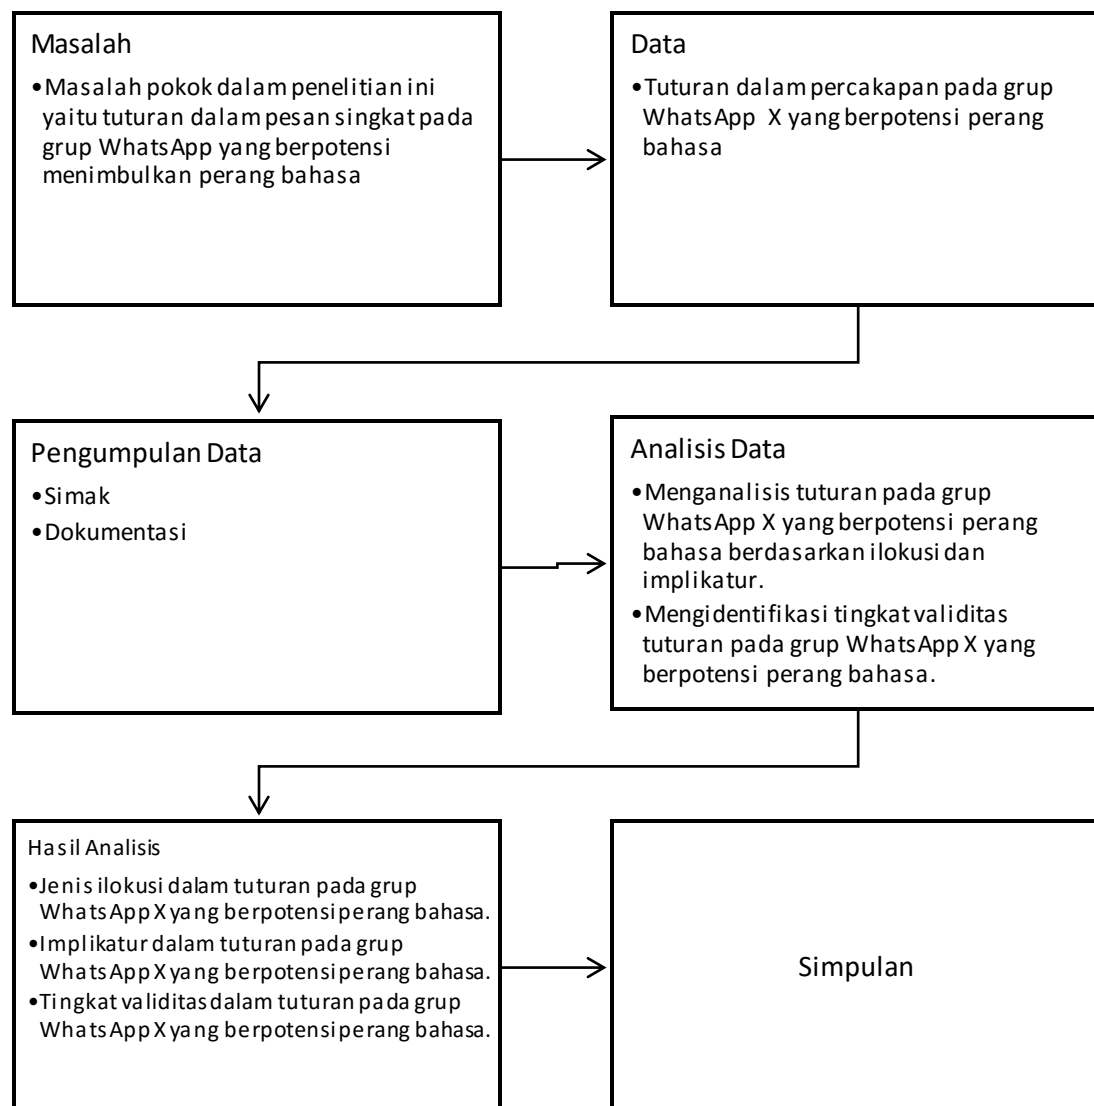 Masalah
•Masalah pokok dalam penelitian ini
yaitu tuturan dalam pesan singkat pada
grup WhatsApp yang berpotensi
menimbulkan perang bahasa
Data
•Tuturan dalam percakapan pada grup
WhatsApp X yang berpotensi perang
bahasa
Pengumpulan Data
•Simak
•Dokumentasi
Analisis Data
•Menganalisis tuturan pada grup
WhatsApp X yang berpotensi perang
bahasa berdasarkan ilokusi dan
implikatur.
•Mengidentifikasi tingkat validitas
tuturan pada grup WhatsApp X yang
berpotensi perang bahasa.
Hasil Analisis
•Jenis ilokusi dalam tuturan pada grup
WhatsApp X yang berpotensi perang bahasa.
•Implikatur dalam tuturan pada grup
WhatsApp X yang berpotensi perang bahasa.
•Tingkat validitas dalam tuturan pada grup
WhatsApp X yang berpotensi perang bahasa.
Simpulan